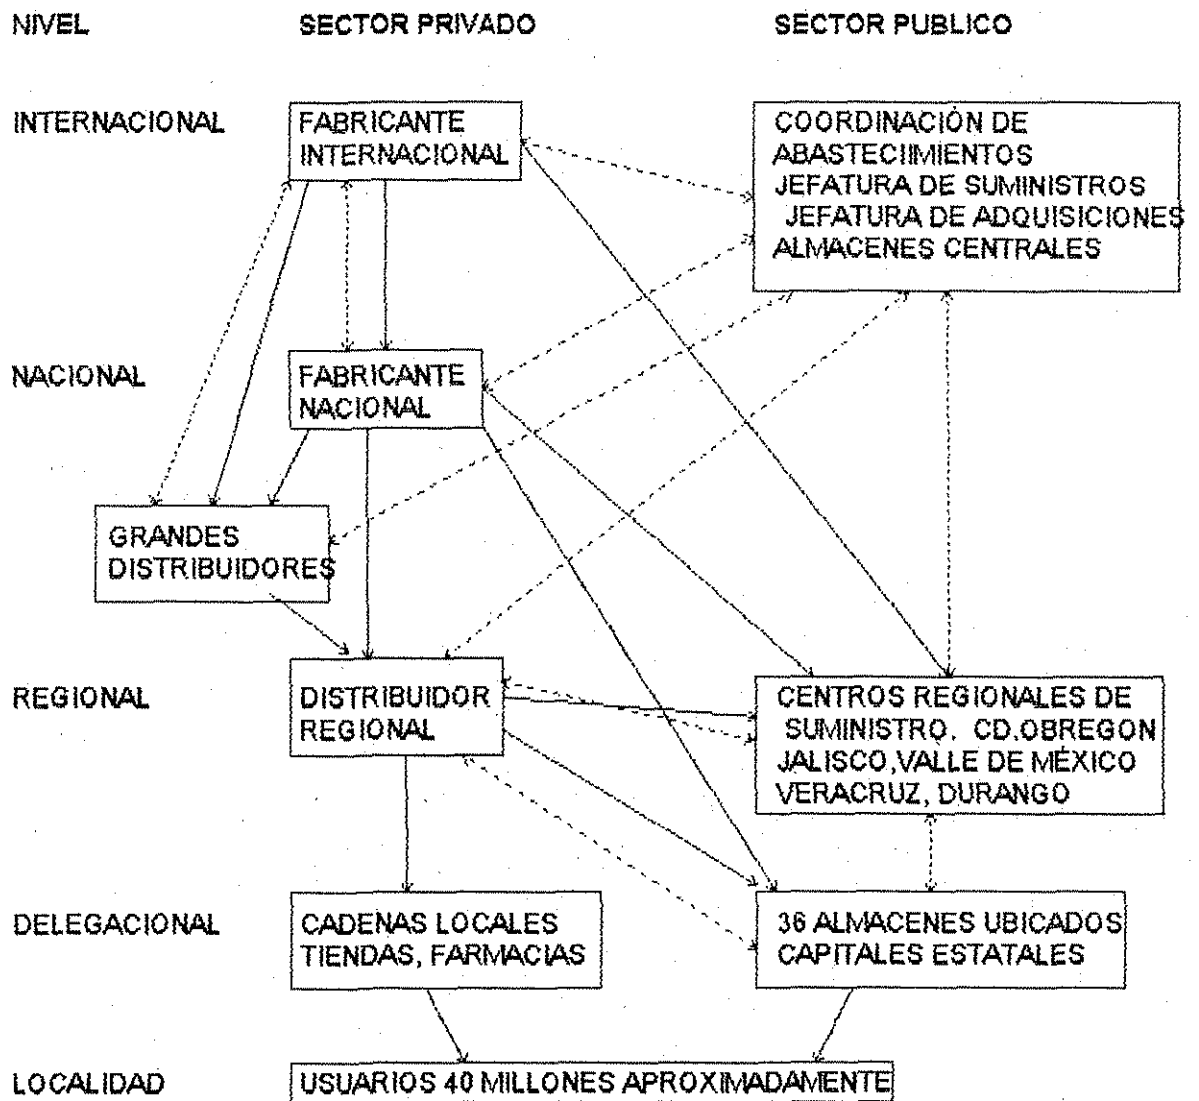 NIVEL SECTOR PRIVADO SECTOR PUBLICO
INTERNACIONAL
FABRICANTE
INTERNACIONAL
COORDINACIÓN DE
ABASTECIIMIENTOS
JEFATURA DE SUMINISTROS
JEFATURA DE ADQUISICIONES
ALMACENES CENTRALES
NACIONAL
FABRICANTE
NACIONAL
GRANDES
DISTRIBUIDORES
REGIONAL
DISTRIBUIDOR
REGIONAL
CENTROS REGIONALES DE
SUMINISTRO. CD.OBREGON
JALISCO,VALLE DE MÉXICO
VERACRUZ, DURANGO
DELEGACIONAL
CADENAS LOCALES
TIENDAS, FARMACIAS
36 ALMACENES UBICADOS
CAPITALES ESTATALES
LOCALIDAD
USUARIOS 40 MILLONES APROXIMADAMENTE